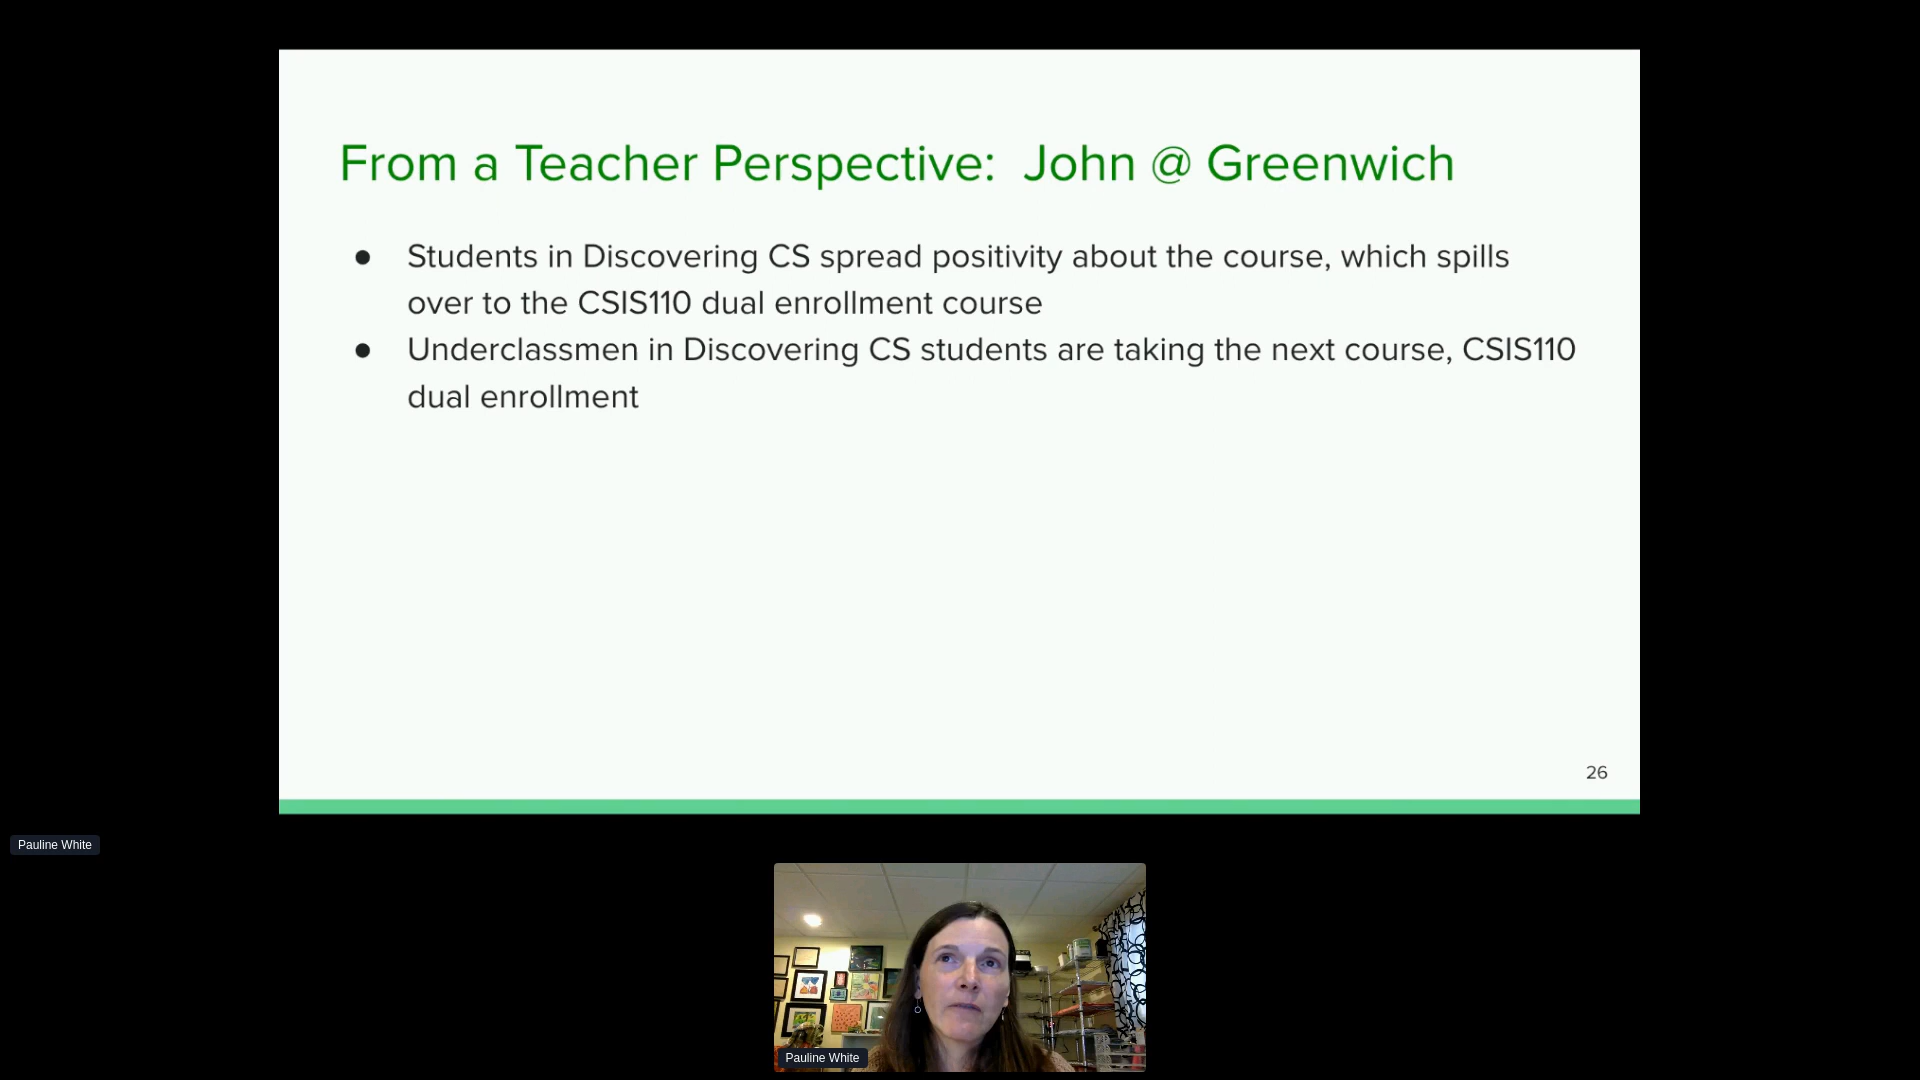 From a Teacher Perspective:  John @ Greenwich
● Students in Discovering CS spread positivity about the course, which spills
over to the CSIS110 dual enrollment course
● Underclassmen in Discovering CS students are taking the next course, CSIS110
dual enrollment
26
Pauline White
Pauline White